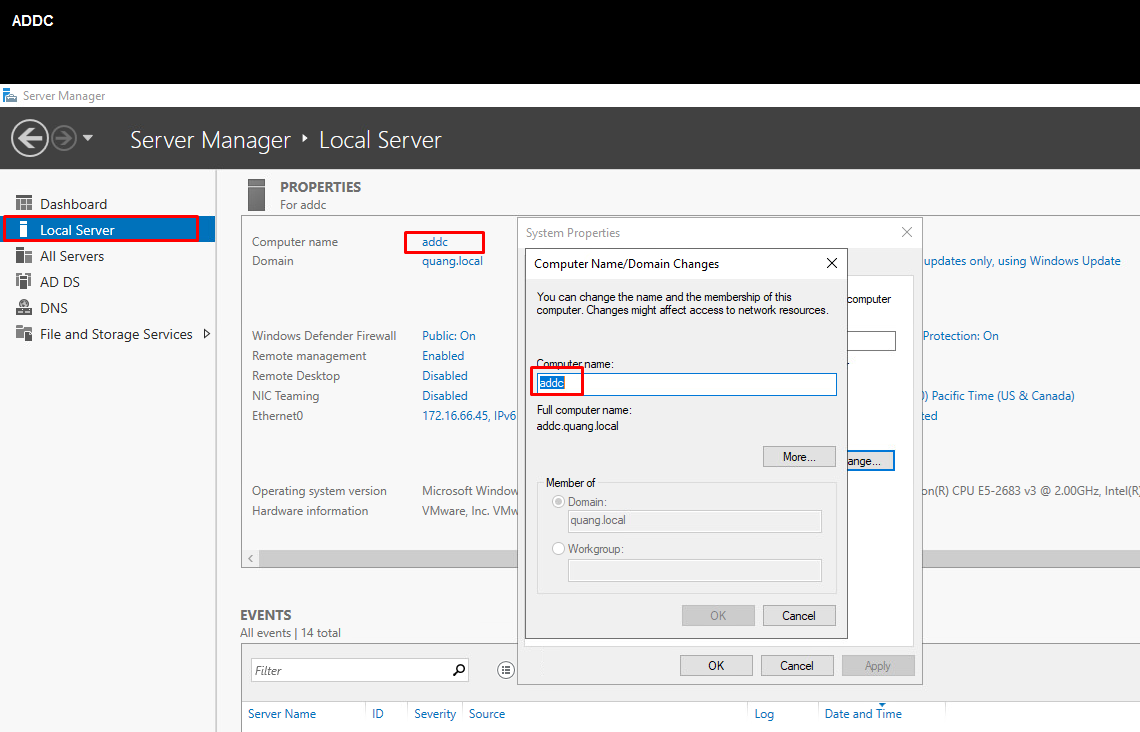 ADDC
Server Manager
Server Manager Local Server
Dashboard
Local Server
All Servers
AD DS
DNS
File and Storage Services
PROPERTIES
For addc
Computer name addc
Domain quang.local
Windows Defender Firewall Public: On
Remote management Enabled
Remote Desktop Disabled
NIC Teaming Disabled
Ethernet0 172.16.66.45, IPv6
Operating system version Microsoft Window
Hardware information VMware, Inc. VMw
updates only, using Windows Update
Protection: On
) Pacific Time (US & Canada)
ted
on(R) CPU E5-2683 v3 @ 2.00GHz, Intel(R)
System Properties
computer
ange...
Computer Name/Domain Changes
You can change the name and the membership of this
computer. Changes might affect access to network resources.
Computer name:
addc
Full computer name:
addc.quang.local
More...
Member of
Domain:
quang.local
Workgroup:
OK Cancel
OK Cancel Apply
EVENTS
All events | 14 total
Filter
Server Name ID Severity Source Log Date and Time